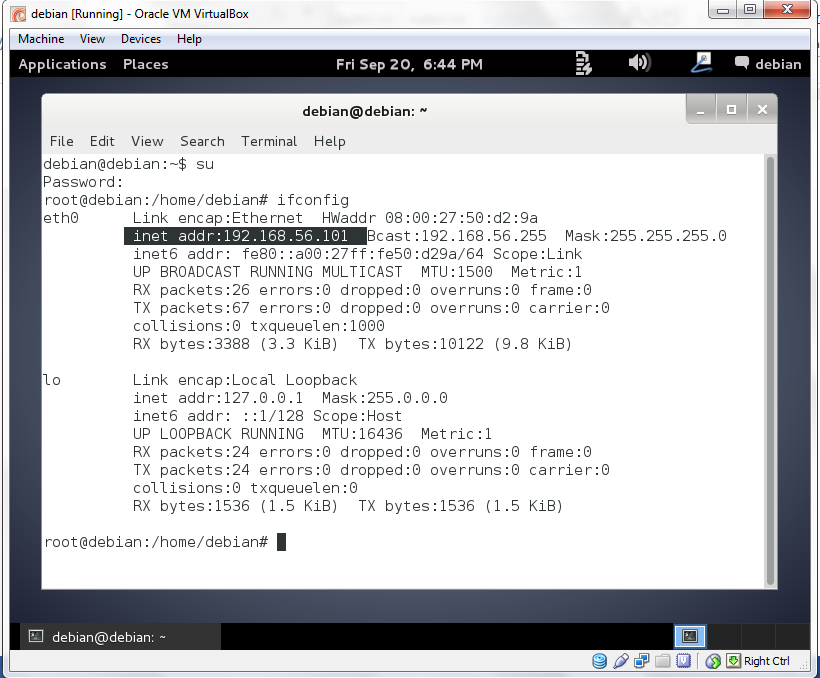 debian [Running] - Oracle VM VirtualBox
Machine View Devices Help
Applications Places Fri Sep 20, 6:44 PM debian
debian@debian: ~
File Edit View Search Terminal Help
debian@debian:~$ su
Password:
root@debian:/home/debian# ifconfig
eth0 Link encap:Ethernet HWaddr 08:00:27:50:d2:9a
inet addr:192.168.56.101 Bcast:192.168.56.255 Mask:255.255.255.0
inet6 addr: fe80::a00:27ff:fe50:d29a/64 Scope:Link
UP BROADCAST RUNNING MULTICAST MTU:1500 Metric:1
RX packets:26 errors:0 dropped:0 overruns:0 frame:0
TX packets:67 errors:0 dropped:0 overruns:0 carrier:0
collisions:0 txqueuelen:1000
RX bytes:3388 (3.3 KiB) TX bytes:10122 (9.8 KiB)
lo Link encap:Local Loopback
inet addr:127.0.0.1 Mask:255.0.0.0
inet6 addr: ::1/128 Scope:Host
UP LOOPBACK RUNNING MTU:16436 Metric:1
RX packets:24 errors:0 dropped:0 overruns:0 frame:0
TX packets:24 errors:0 dropped:0 overruns:0 carrier:0
collisions:0 txqueuelen:0
RX bytes:1536 (1.5 KiB) TX bytes:1536 (1.5 KiB)
root@debian:/home/debian#
debian@debian: ~
Right Ctrl